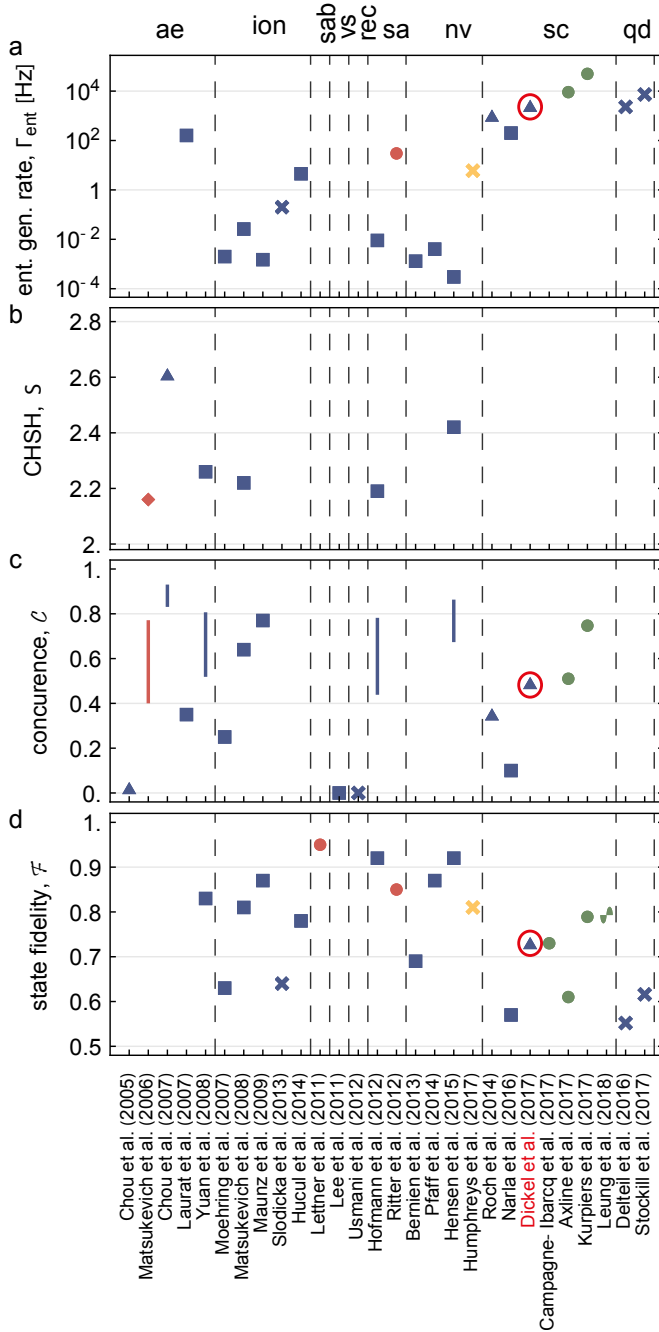 ae ion sab vs rec sa nv sc qd
a
ent. gen. rate, Γent [Hz]
10⁴
10²
1
10⁻²
10⁻⁴
b
CHSH, S
2.8
2.6
2.4
2.2
2.
c
concurence, C
1.
0.8
0.6
0.4
0.2
0.
d
state fidelity, F
1.
0.9
0.8
0.7
0.6
0.5
Chou et al. (2005)
Matsukevich et al. (2006)
Chou et al. (2007)
Laurat et al. (2007)
Yuan et al. (2008)
Moehring et al. (2007)
Matsukevich et al. (2008)
Maunz et al. (2009)
Slodicka et al. (2013)
Hucul et al. (2014)
Lettner et al. (2011)
Lee et al. (2011)
Usmani et al. (2012)
Hofmann et al. (2012)
Ritter et al. (2012)
Bernien et al. (2013)
Pfaff et al. (2014)
Hensen et al. (2015)
Humphreys et al. (2017)
Roch et al. (2014)
Narla et al. (2016)
Dickel et al. (2017)
Campagne- Ibarcq et al. (2017)
Axline et al. (2017)
Kurpiers et al. (2017)
Leung et al. (2018)
Delteil et al. (2016)
Stockill et al. (2017)